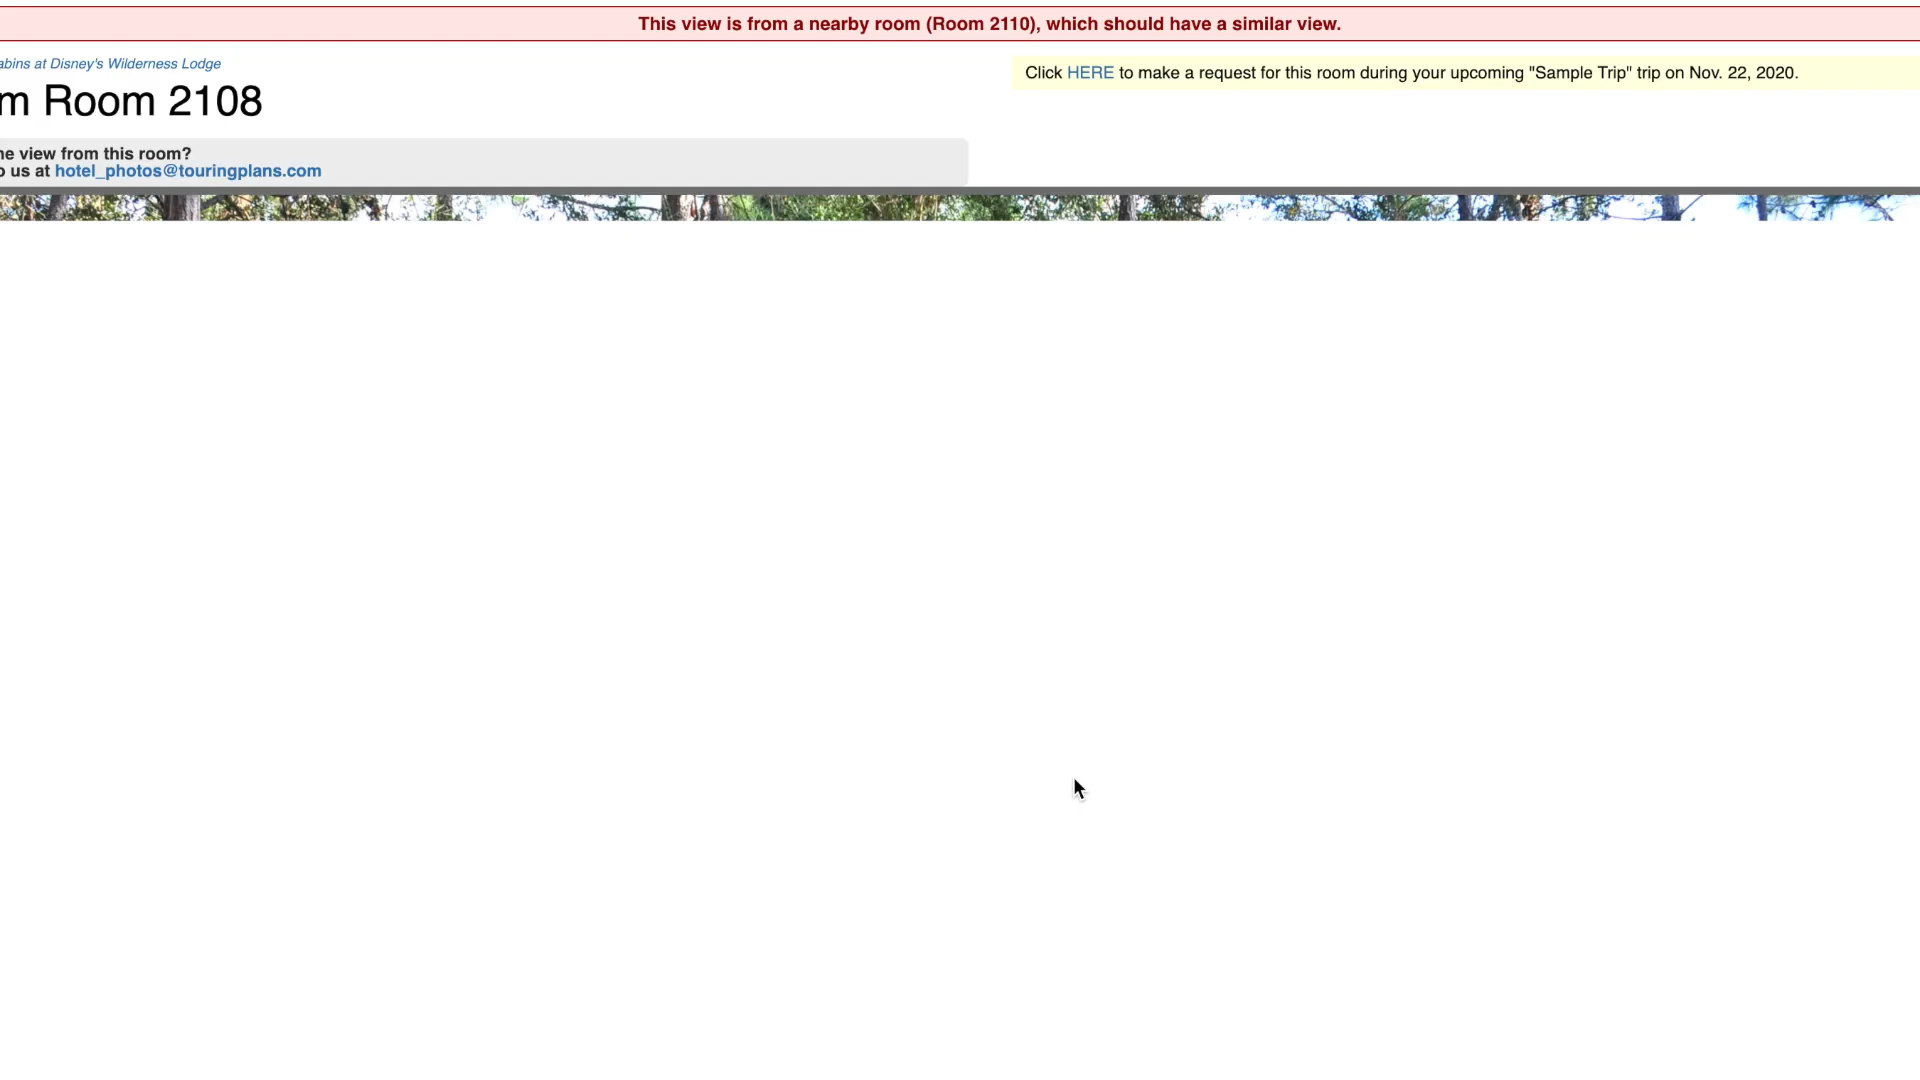 This view is from a nearby room (Room 2110), which should have a similar view.
at Disney's Wilderness Lodge
Click HERE to make a request for this room during your upcoming "Sample Trip" trip on Nov. 22, 2020.
Room 2108
view from this room?
us at hotel_photos@touringplans.com